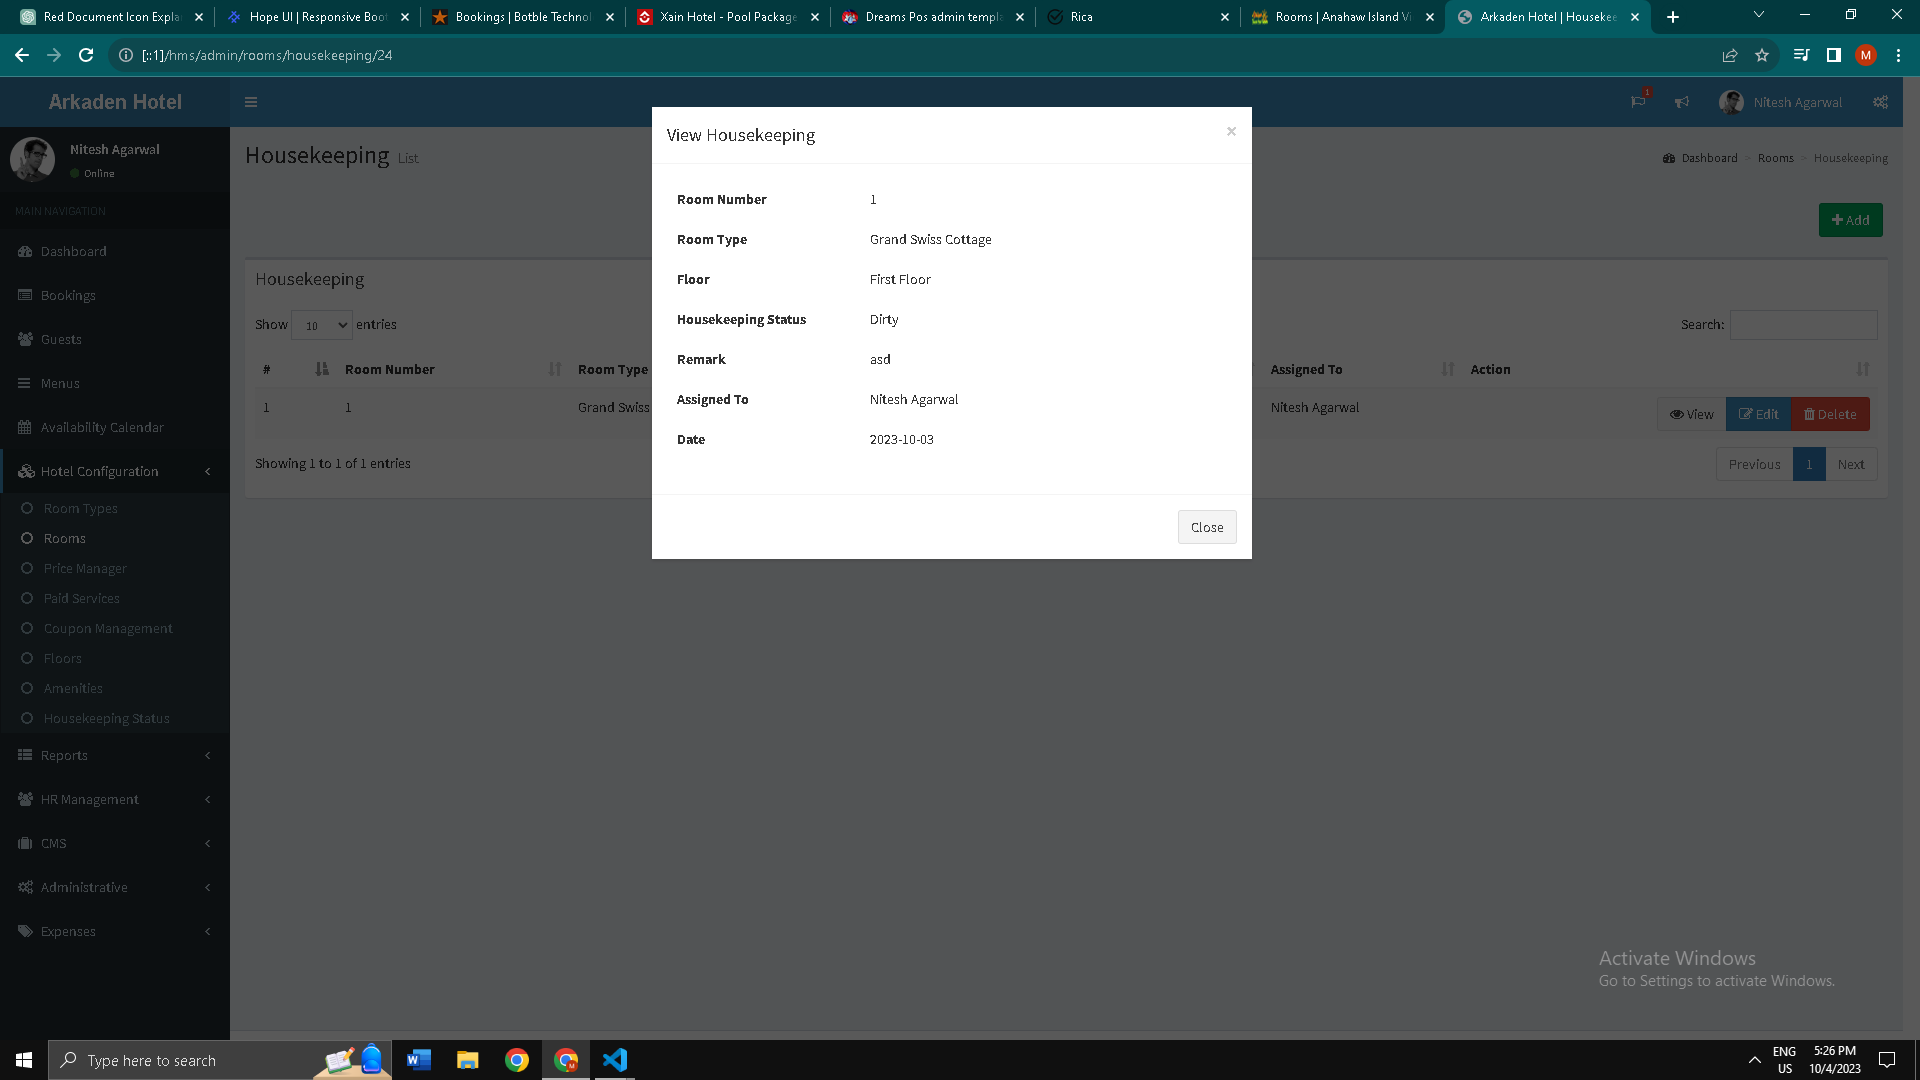 Red Document Icon Expla
Hope UI | Responsive Boot
Bookings | Botble Technol
Xain Hotel - Pool Package
Dreams Pos admin templa
Rica
Rooms | Anahaw Island Vi
Arkaden Hotel | Housekee
[::1]/hms/admin/rooms/housekeeping/24
M
Arkaden Hotel
1
Nitesh Agarwal
Nitesh Agarwal
Online
MAIN NAVIGATION
Dashboard
Bookings
Guests
Menus
Availability Calendar
Hotel Configuration
Room Types
Rooms
Price Manager
Paid Services
Coupon Management
Floors
Amenities
Housekeeping Status
Reports
HR Management
CMS
Administrative
Expenses
Housekeeping List
Dashboard > Rooms > Housekeeping
Add
Housekeeping
Show 10 entries
Search:
# Room Number Room Type Assigned To Action
1 1 Grand Swiss Nitesh Agarwal View Edit Delete
Showing 1 to 1 of 1 entries
Previous 1 Next
View Housekeeping
×
Room Number 1
Room Type Grand Swiss Cottage
Floor First Floor
Housekeeping Status Dirty
Remark asd
Assigned To Nitesh Agarwal
Date 2023-10-03
Close
Activate Windows
Go to Settings to activate Windows.
Type here to search
ENG
US
5:26 PM
10/4/2023